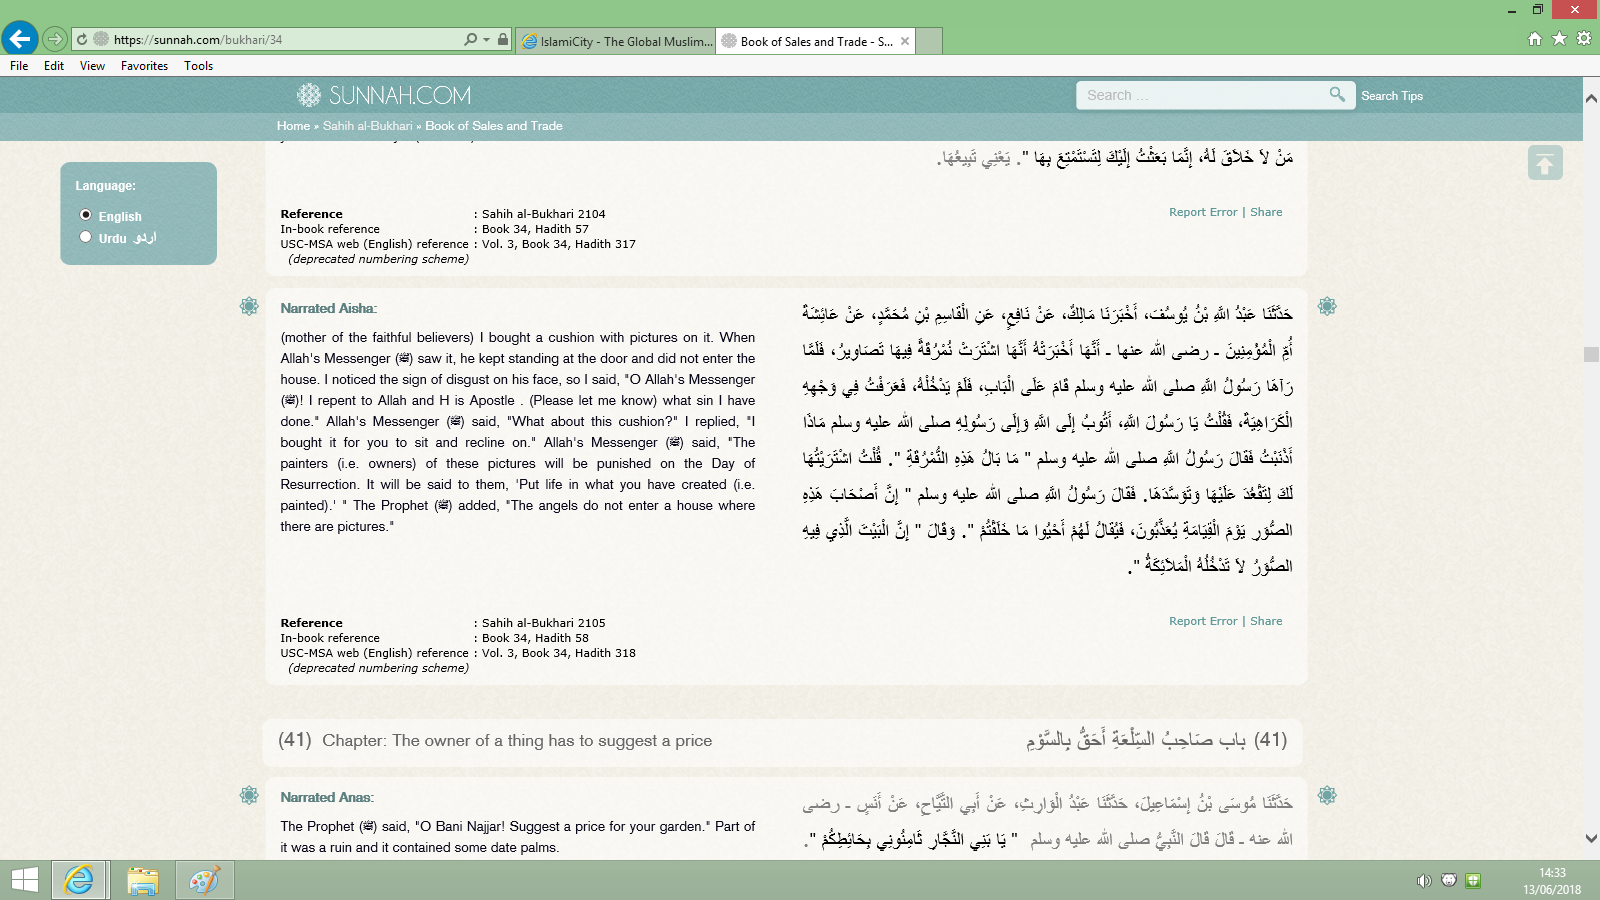 https://sunnah.com/bukhari/34
IslamiCity - The Global Muslim...
Book of Sales and Trade - S...
File Edit View Favorites Tools
SUNNAH.COM
Search ...
Search Tips
Home » Sahih al-Bukhari » Book of Sales and Trade
Language:
English
Urdu اردو
مَنْ لاَ خَلاَقَ لَهُ، إِنَّمَا بَعَثْتُ إِلَيْكَ لِتَسْتَمْتِعَ بِهَا ‏"‏‏.‏ يَعْنِي تَبِيعُهَا‏.‏
Reference : Sahih al-Bukhari 2104
In-book reference : Book 34, Hadith 57
USC-MSA web (English) reference : Vol. 3, Book 34, Hadith 317
(deprecated numbering scheme)
Report Error | Share
Narrated Aisha:
(mother of the faithful believers) I bought a cushion with pictures on it. When
Allah's Messenger (ﷺ) saw it, he kept standing at the door and did not enter the
house. I noticed the sign of disgust on his face, so I said, "O Allah's Messenger
(ﷺ)! I repent to Allah and H is Apostle . (Please let me know) what sin I have
done." Allah's Messenger (ﷺ) said, "What about this cushion?" I replied, "I
bought it for you to sit and recline on." Allah's Messenger (ﷺ) said, "The
painters (i.e. owners) of these pictures will be punished on the Day of
Resurrection. It will be said to them, 'Put life in what you have created (i.e.
painted).' " The Prophet (ﷺ) added, "The angels do not enter a house where
there are pictures."
حَدَّثَنَا عَبْدُ اللَّهِ بْنُ يُوسُفَ، أَخْبَرَنَا مَالِكٌ، عَنْ نَافِعٍ، عَنِ الْقَاسِمِ بْنِ مُحَمَّدٍ، عَنْ عَائِشَةَ
أُمِّ الْمُؤْمِنِينَ ـ رضى الله عنها ـ أَنَّهَا أَخْبَرَتْهُ أَنَّهَا اشْتَرَتْ نُمْرُقَةً فِيهَا تَصَاوِيرُ، فَلَمَّا
رَآهَا رَسُولُ اللَّهِ صلى الله عليه وسلم قَامَ عَلَى الْبَابِ، فَلَمْ يَدْخُلْهُ، فَعَرَفْتُ فِي وَجْهِهِ
الْكَرَاهِيَةَ، فَقُلْتُ يَا رَسُولَ اللَّهِ، أَتُوبُ إِلَى اللَّهِ وَإِلَى رَسُولِهِ صلى الله عليه وسلم مَاذَا
أَذْنَبْتُ فَقَالَ رَسُولُ اللَّهِ صلى الله عليه وسلم ‏"‏ مَا بَالُ هَذِهِ النُّمْرُقَةِ ‏"‏‏.‏ قُلْتُ اشْتَرَيْتُهَا
لَكَ لِتَقْعُدَ عَلَيْهَا وَتَوَسَّدَهَا‏.‏ فَقَالَ رَسُولُ اللَّهِ صلى الله عليه وسلم ‏"‏ إِنَّ أَصْحَابَ هَذِهِ
الصُّوَرِ يَوْمَ الْقِيَامَةِ يُعَذَّبُونَ، فَيُقَالُ لَهُمْ أَحْيُوا مَا خَلَقْتُمْ ‏"‏‏.‏ وَقَالَ ‏"‏ إِنَّ الْبَيْتَ الَّذِي فِيهِ
الصُّوَرُ لاَ تَدْخُلُهُ الْمَلاَئِكَةُ ‏"‏‏.‏
Reference : Sahih al-Bukhari 2105
In-book reference : Book 34, Hadith 58
USC-MSA web (English) reference : Vol. 3, Book 34, Hadith 318
(deprecated numbering scheme)
Report Error | Share
(41) Chapter: The owner of a thing has to suggest a price
(41) باب صَاحِبُ السِّلْعَةِ أَحَقُّ بِالسَّوْمِ
Narrated Anas:
The Prophet (ﷺ) said, "O Bani Najjar! Suggest a price for your garden." Part of
it was a ruin and it contained some date palms.
حَدَّثَنَا مُوسَى بْنُ إِسْمَاعِيلَ، حَدَّثَنَا عَبْدُ الْوَارِثِ، عَنْ أَبِي التَّيَّاحِ، عَنْ أَنَسٍ ـ رضى
الله عنه ـ قَالَ قَالَ النَّبِيُّ صلى الله عليه وسلم ‏"‏ يَا بَنِي النَّجَّارِ ثَامِنُونِي بِحَائِطِكُمْ ‏"‏‏.‏
14:33
13/06/2018